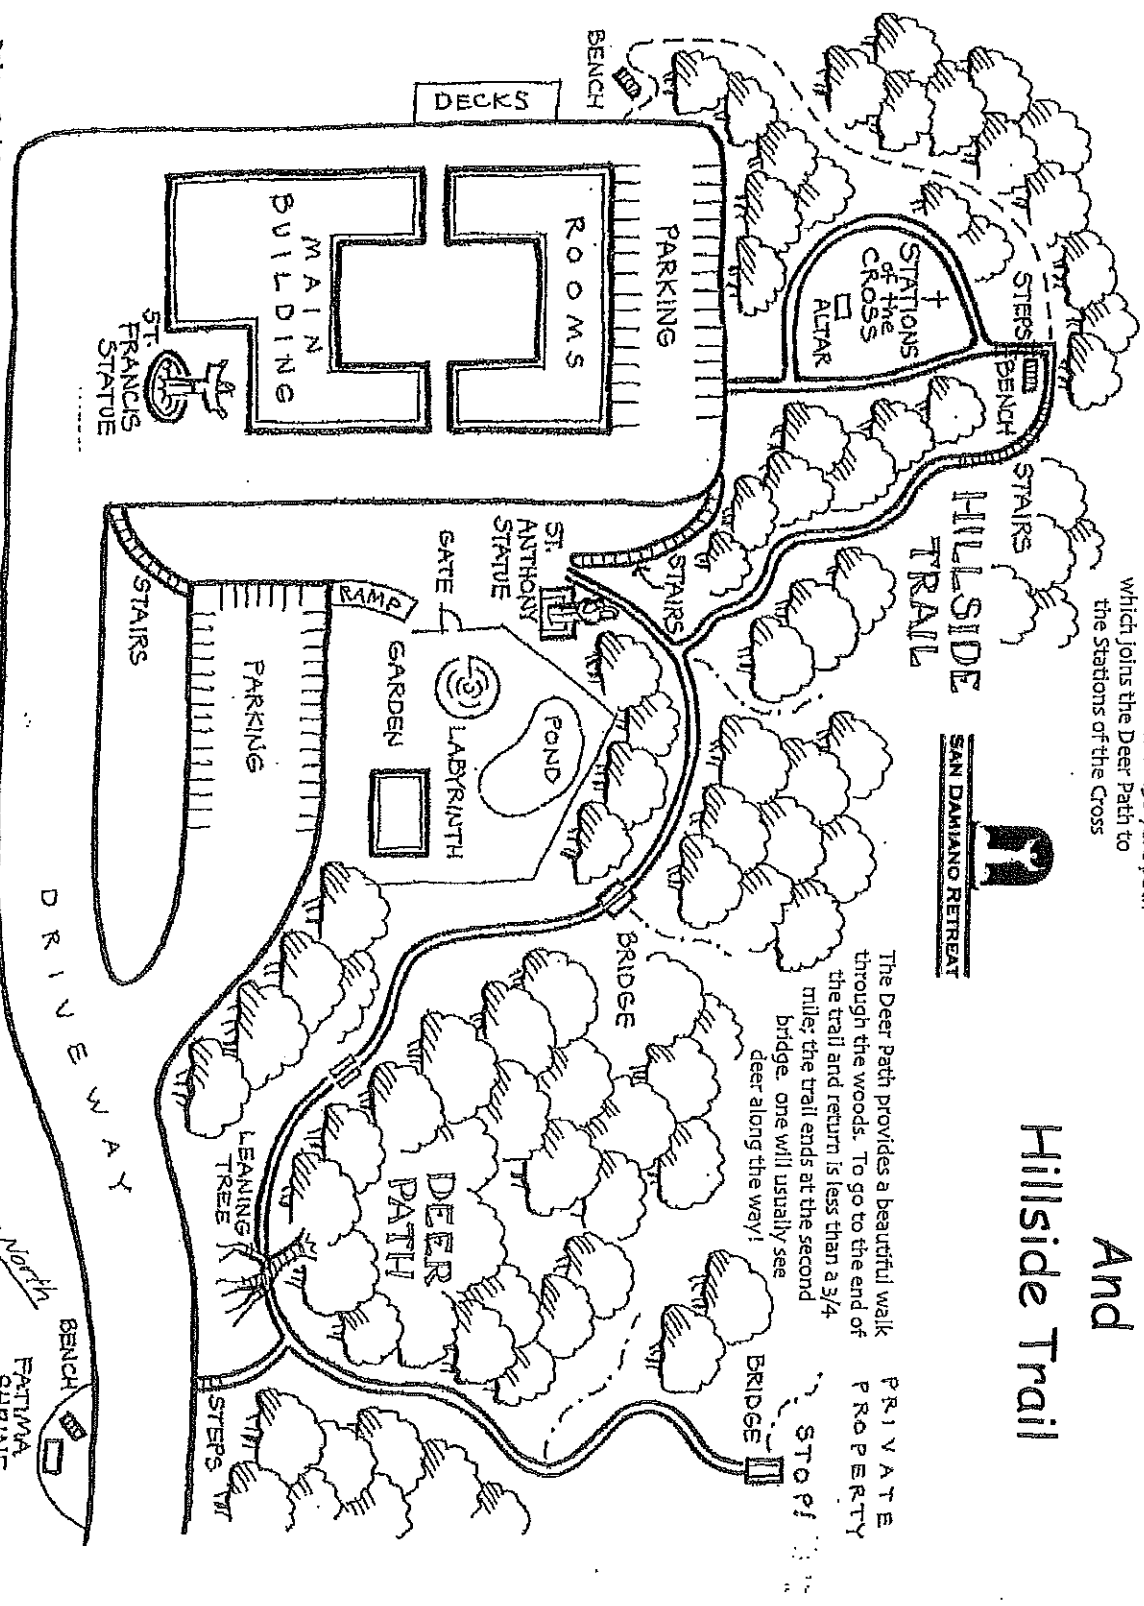 And
Hillside Trail
which joins the Deer Path to
the Stations of the Cross
SAN DAMIANO RETREAT
The Deer Path provides a beautiful walk
through the woods. To go to the end of
the trail and return is less than a 3/4
mile; the trail ends at the second
bridge. one will usually see
deer along the way!
PRIVATE
PROPERTY
STOP!
BRIDGE
HILLSIDE
TRAIL
STEPS
BENCH
STAIRS
STATIONS
of the
CROSS
ALTAR
BENCH
DECKS
PARKING
ROOMS
MAIN
BUILDING
ST.
FRANCIS
STATUE
STAIRS
ST.
ANTHONY
STATUE
GATE
RAMP
GARDEN
LABYRINTH
POND
BRIDGE
STAIRS
PARKING
DEER
PATH
LEANING
TREE
STEPS
DRIVEWAY
North
BENCH
FATIMA